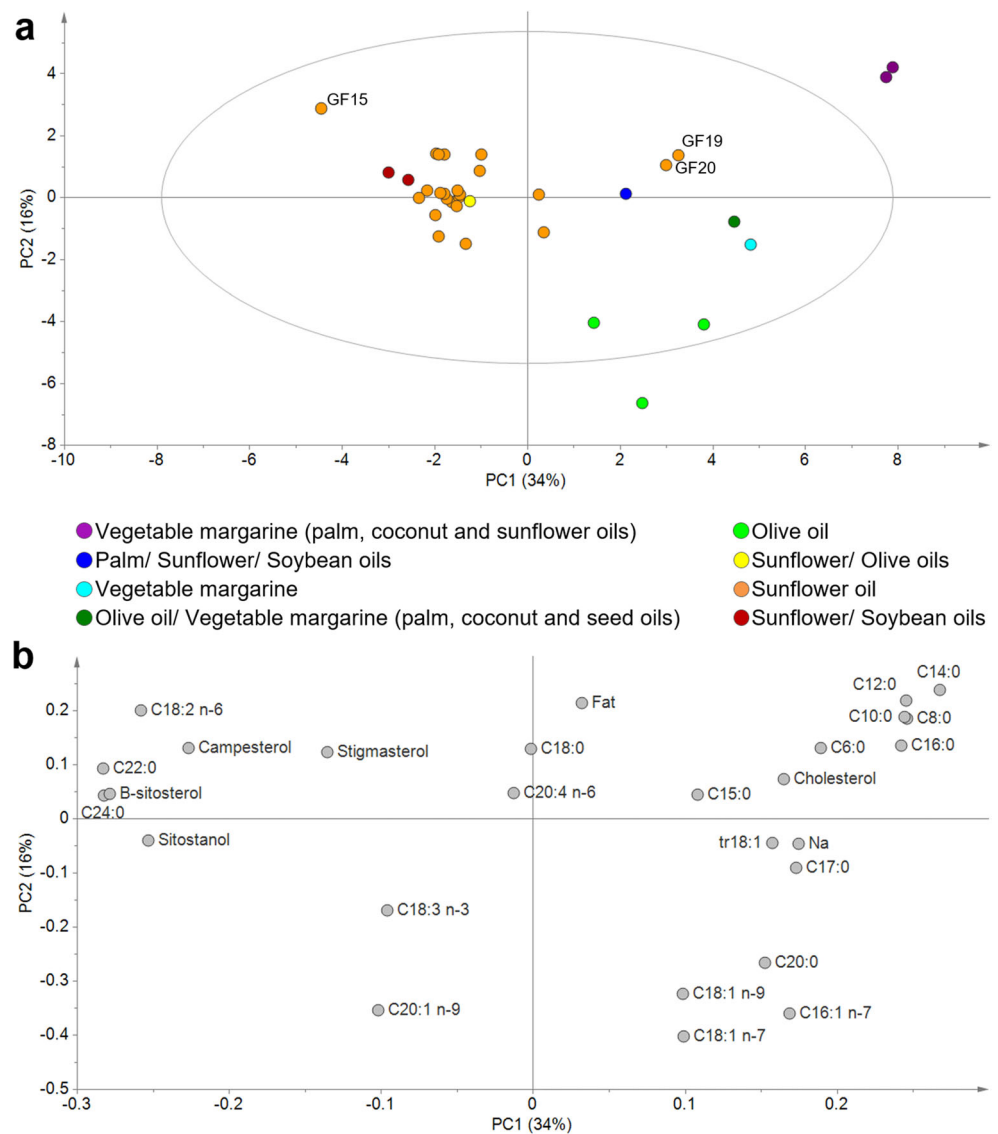 a
4
2
0
-2
-4
-6
-8
PC2 (16%)
GF15
GF19
GF20
-10 -8 -6 -4 -2 0 2 4 6 8
PC1 (34%)
Vegetable margarine (palm, coconut and sunflower oils)
Palm/ Sunflower/ Soybean oils
Vegetable margarine
Olive oil/ Vegetable margarine (palm, coconut and seed oils)
Olive oil
Sunflower/ Olive oils
Sunflower oil
Sunflower/ Soybean oils
b
0.2
0.1
0
-0.1
-0.2
-0.3
-0.4
-0.5
PC2 (16%)
C14:0
C12:0
C18:2 n-6
Fat
C10:0 C8:0
Campesterol
Stigmasterol
C18:0
C6:0
C16:0
C22:0
Cholesterol
B-sitosterol
C20:4 n-6
C15:0
C24:0
Sitostanol
tr18:1
Na
C17:0
C18:3 n-3
C20:0
C18:1 n-9
C20:1 n-9
C16:1 n-7
C18:1 n-7
-0.3 -0.2 -0.1 0 0.1 0.2
PC1 (34%)